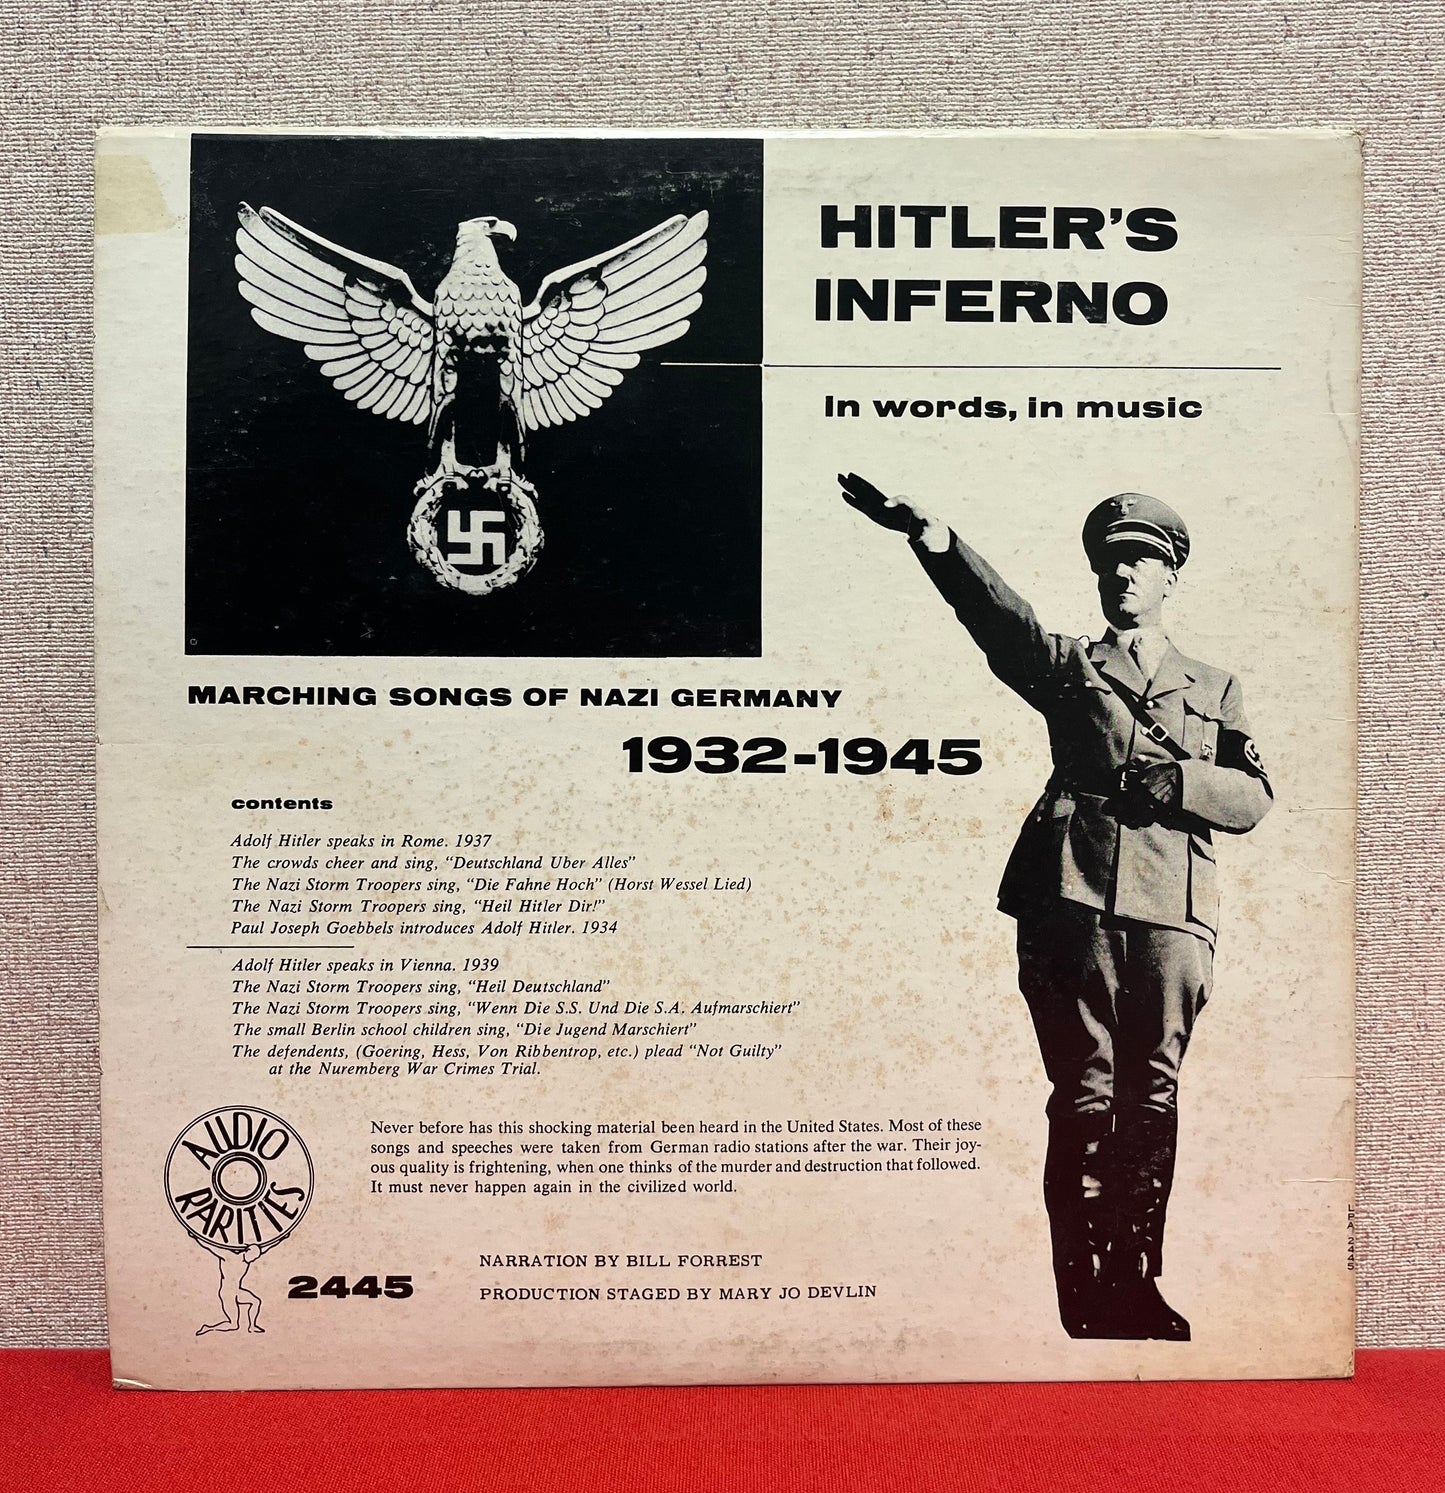 HITLER'S
INFERNO
In words, in music
MARCHING SONGS OF NAZI GERMANY
1932-1945
contents
Adolf Hitler speaks in Rome. 1937
The crowds cheer and sing, "Deutschland Uber Alles"
The Nazi Storm Troopers sing, "Die Fahne Hoch" (Horst Wessel Lied)
The Nazi Storm Troopers sing, "Heil Hitler Dir!"
Paul Joseph Goebbels introduces Adolf Hitler. 1934
Adolf Hitler speaks in Vienna. 1939
The Nazi Storm Troopers sing, "Heil Deutschland"
The Nazi Storm Troopers sing, "Wenn Die S.S. Und Die S.A. Aufmarschiert"
The small Berlin school children sing, "Die Jugend Marschiert"
The defendents, (Goering, Hess, Von Ribbentrop, etc.) plead "Not Guilty"
at the Nuremberg War Crimes Trial.
Never before has this shocking material been heard in the United States. Most of these
songs and speeches were taken from German radio stations after the war. Their joy-
ous quality is frightening, when one thinks of the murder and destruction that followed.
It must never happen again in the civilized world.
AUDIO
RARITIES
2445
NARRATION BY BILL FORREST
PRODUCTION STAGED BY MARY JO DEVLIN
LPA 2445